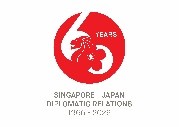 60
YEARS
SINGAPORE - JAPAN
DIPLOMATIC RELATIONS
1966 - 2026